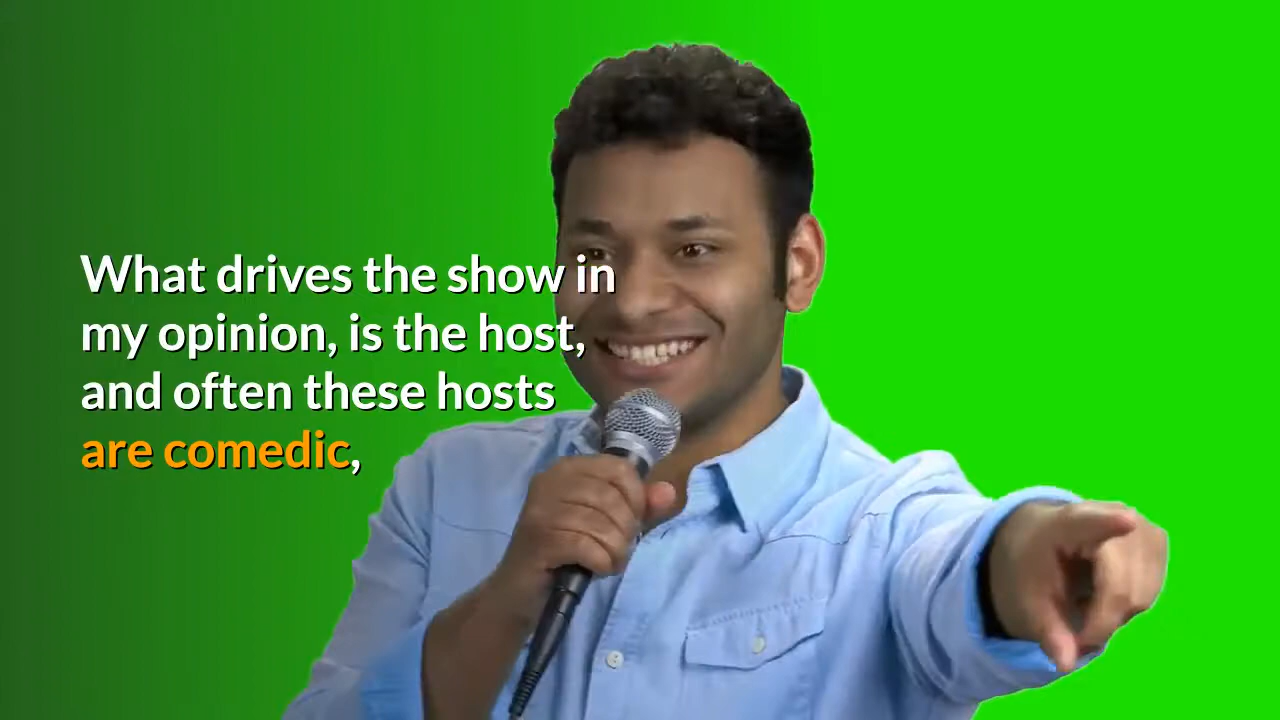 What drives the show in
my opinion, is the host,
and often these hosts
are comedic,